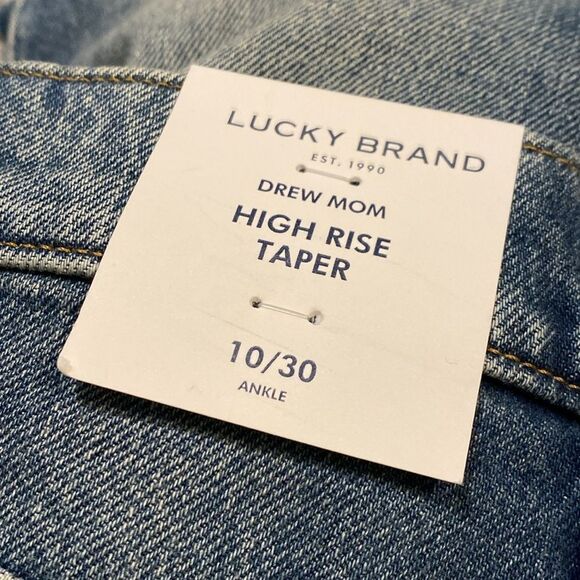 LUCKY BRAND
EST. 1990
DREW MOM
HIGH RISE
TAPER
10/30
ANKLE